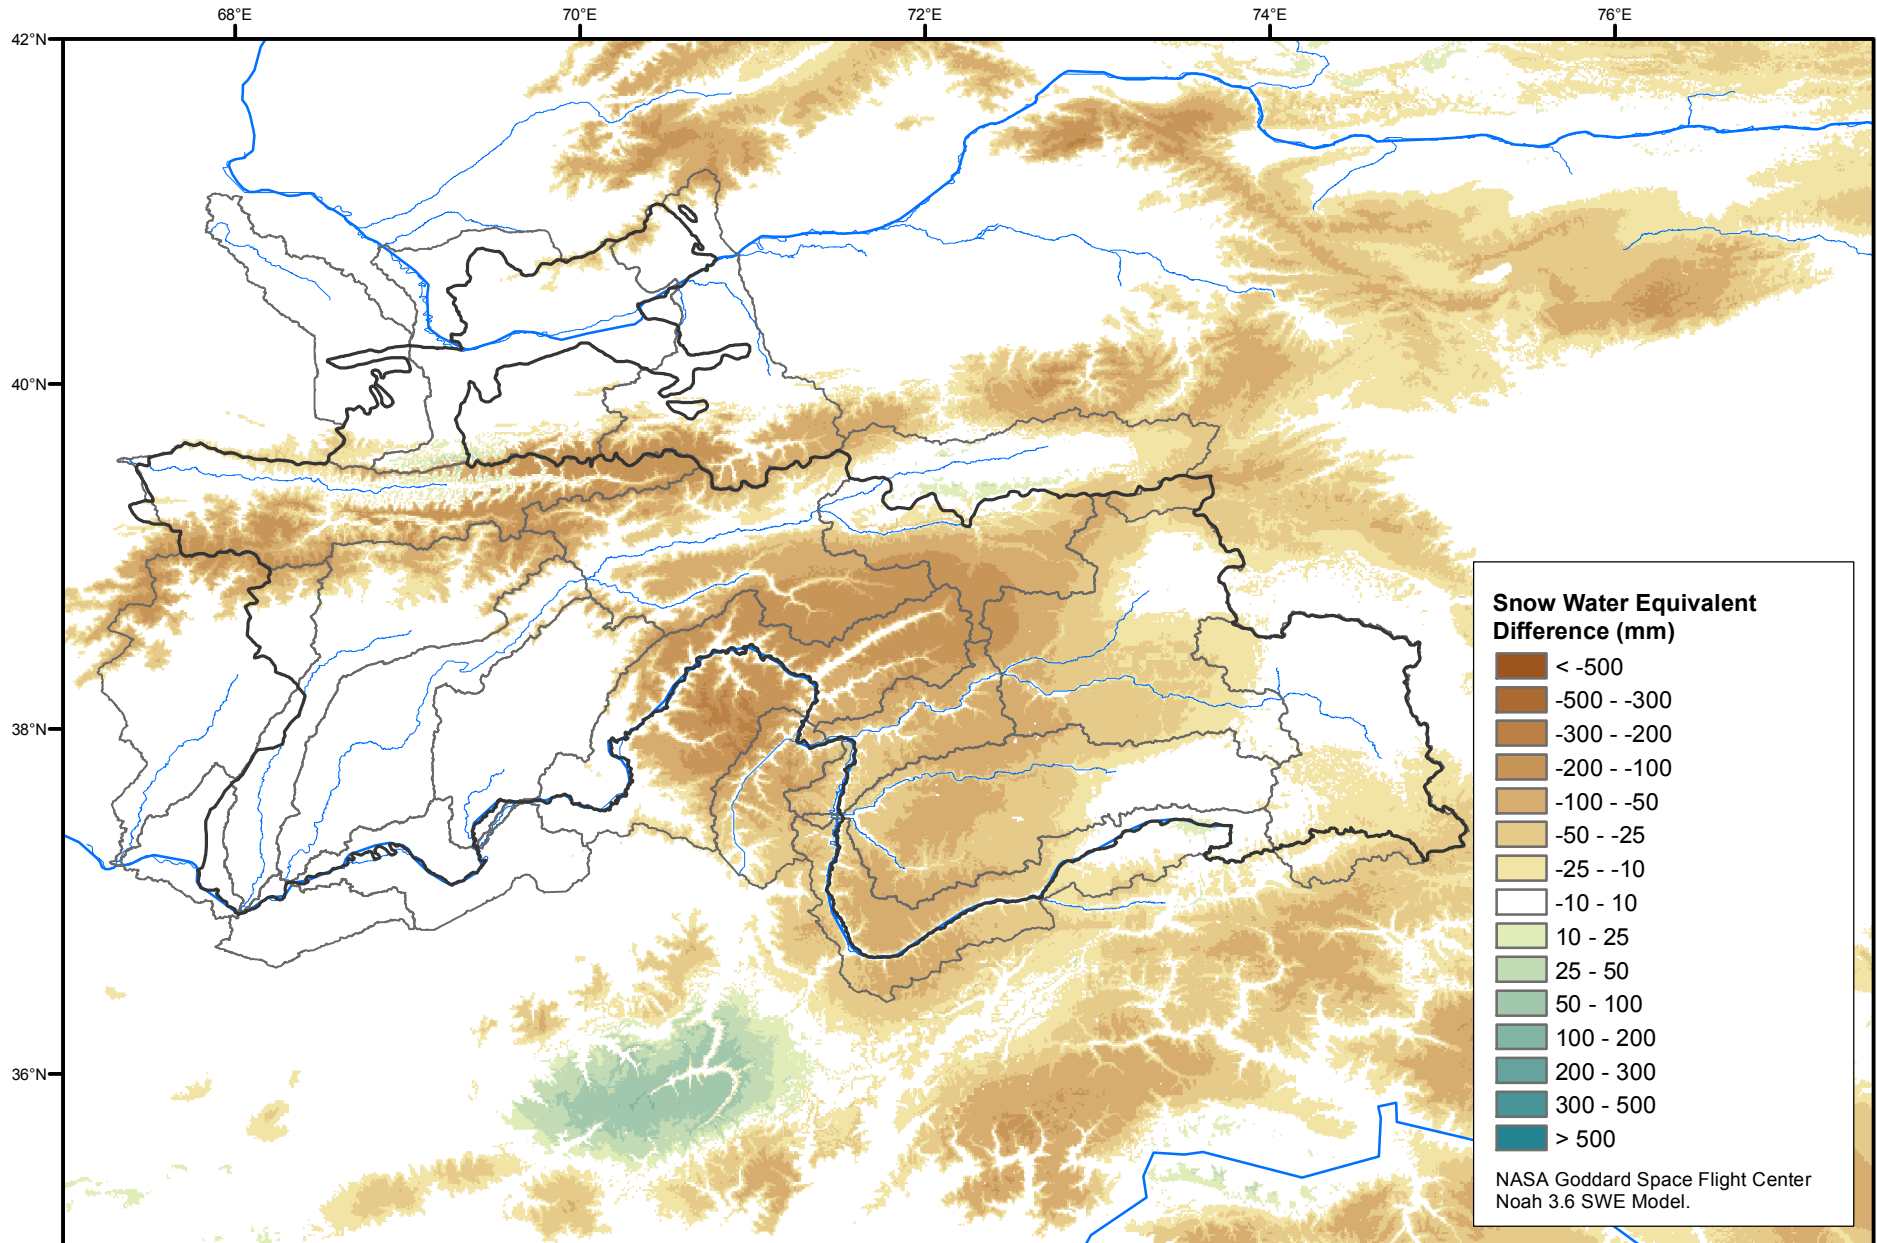 68°E 70°E 72°E 74°E 76°E
42°N
40°N
38°N
36°N
Snow Water Equivalent
Difference (mm)
< -500
-500 - -300
-300 - -200
-200 - -100
-100 - -50
-50 - -25
-25 - -10
-10 - 10
10 - 25
25 - 50
50 - 100
100 - 200
200 - 300
300 - 500
> 500
NASA Goddard Space Flight Center
Noah 3.6 SWE Model.